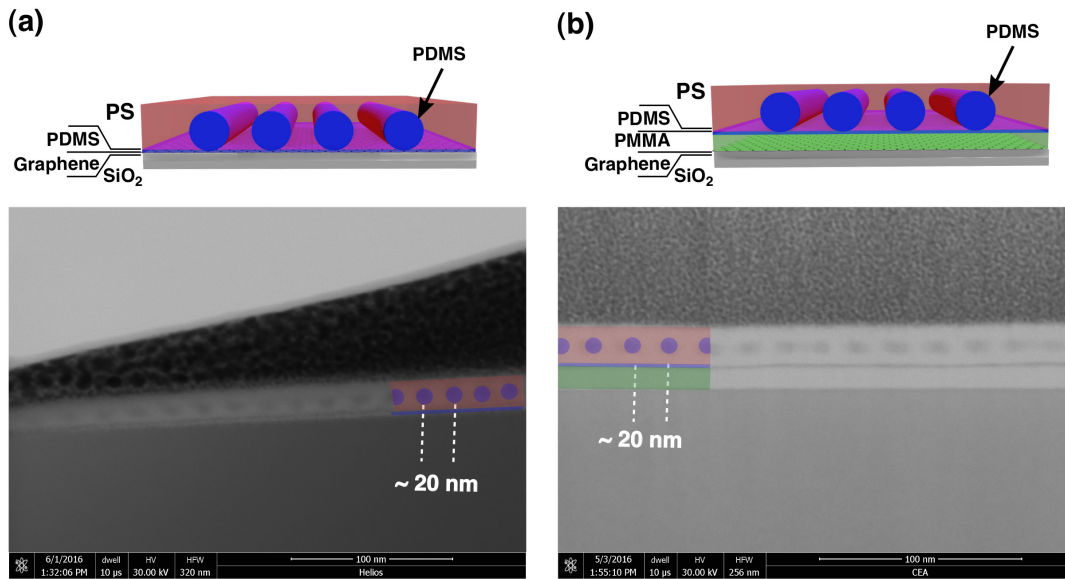 (a)
PDMS
PS
PDMS
Graphene
SiO₂
~ 20 nm
6/1/2016
1:32:06 PM
dwell
10 µs
HV
30.00 kV
HFW
320 nm
100 nm
Helios
(b)
PDMS
PS
PDMS
PMMA
Graphene
SiO₂
~ 20 nm
5/3/2016
1:55:10 PM
dwell
10 µs
HV
30.00 kV
HFW
256 nm
100 nm
CEA